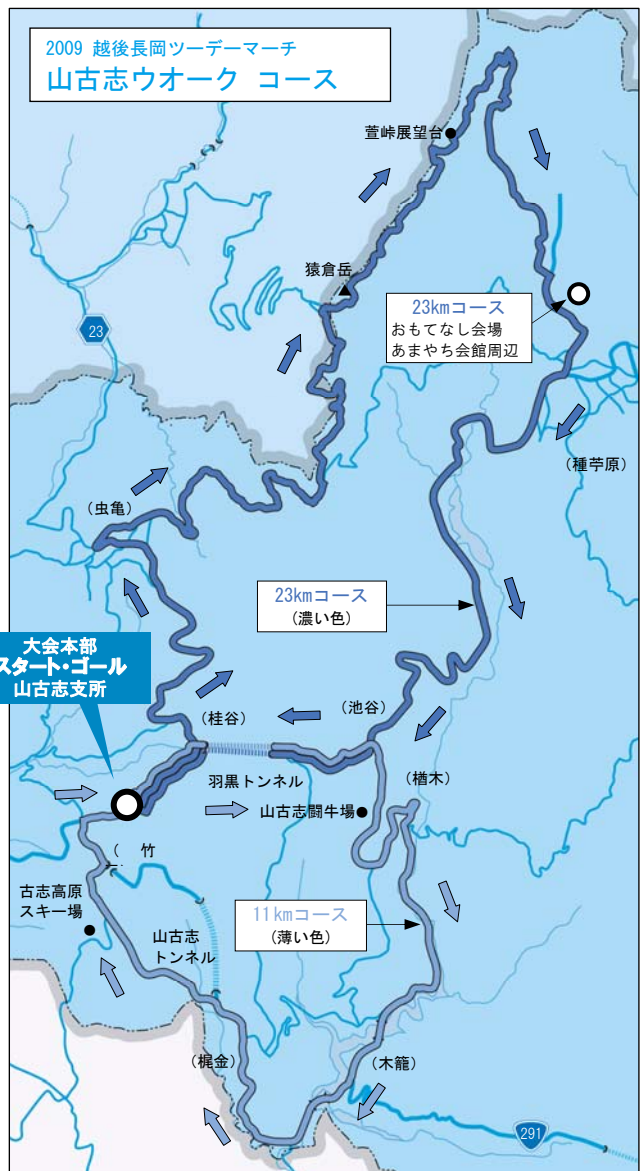 2009 越後長岡ツーデーマーチ
山古志ウオーク コース
萱峠展望台
猿倉岳
23kmコース
おもてなし会場
あまやち会館周辺
23
(種苧原)
(虫亀)
23kmコース
(濃い色)
大会本部
スタート・ゴール
山古志支所
(桂谷)
(池谷)
羽黒トンネル
(楢木)
山古志闘牛場
( 竹
古志高原
スキー場
11kmコース
(薄い色)
山古志
トンネル
(梶金)
(木籠)
291